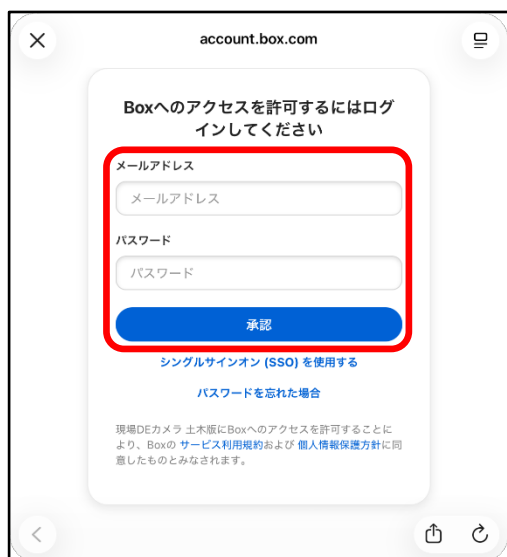 account.box.com
Boxへのアクセスを許可するにはログ
インしてください
メールアドレス
メールアドレス
パスワード
パスワード
承認
シングルサインオン (SSO) を使用する
パスワードを忘れた場合
現場DEカメラ 土木版にBoxへのアクセスを許可することに
より、Boxの サービス利用規約および 個人情報保護方針に同
意したものとみなされます。